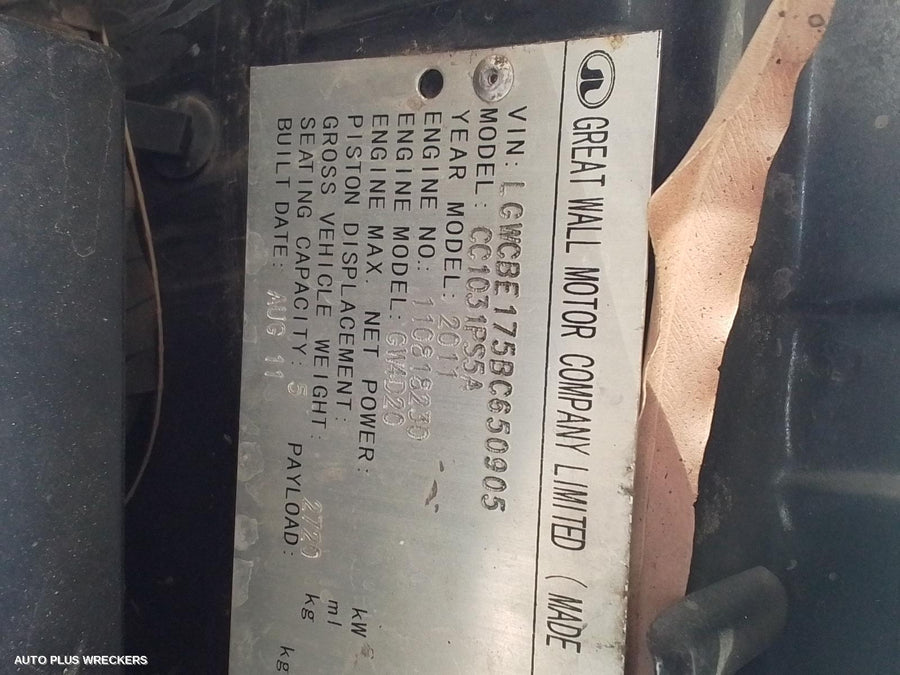 GREAT WALL MOTOR COMPANY LIMITED (MADE
VIN: LGWCBE175BC650905
MODEL: CC1031PS5A
YEAR MODEL: 2011
ENGINE NO.:
ENGINE MODEL: GW4D20
ENGINE MAX. NET POWER: kW
PISTON DISPLACEMENT: ml
GROSS VEHICLE WEIGHT: 2720 kg
SEATING CAPACITY: 5 PAYLOAD: kg
BUILT DATE: AUG 11
AUTO PLUS WRECKERS